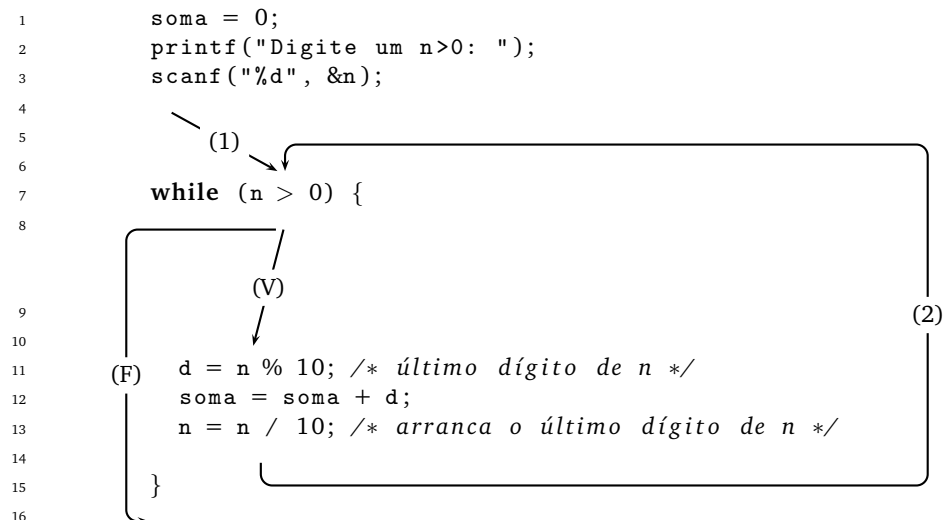 1 soma = 0;
2 printf("Digite um n>0: ");
3 scanf("%d", &n);
4
5 (1)
6
7 while (n > 0) {
8
(V)
9 (2)
10
11 (F) d = n % 10; /* último dígito de n */
12 soma = soma + d;
13 n = n / 10; /* arranca o último dígito de n */
14
15 }
16